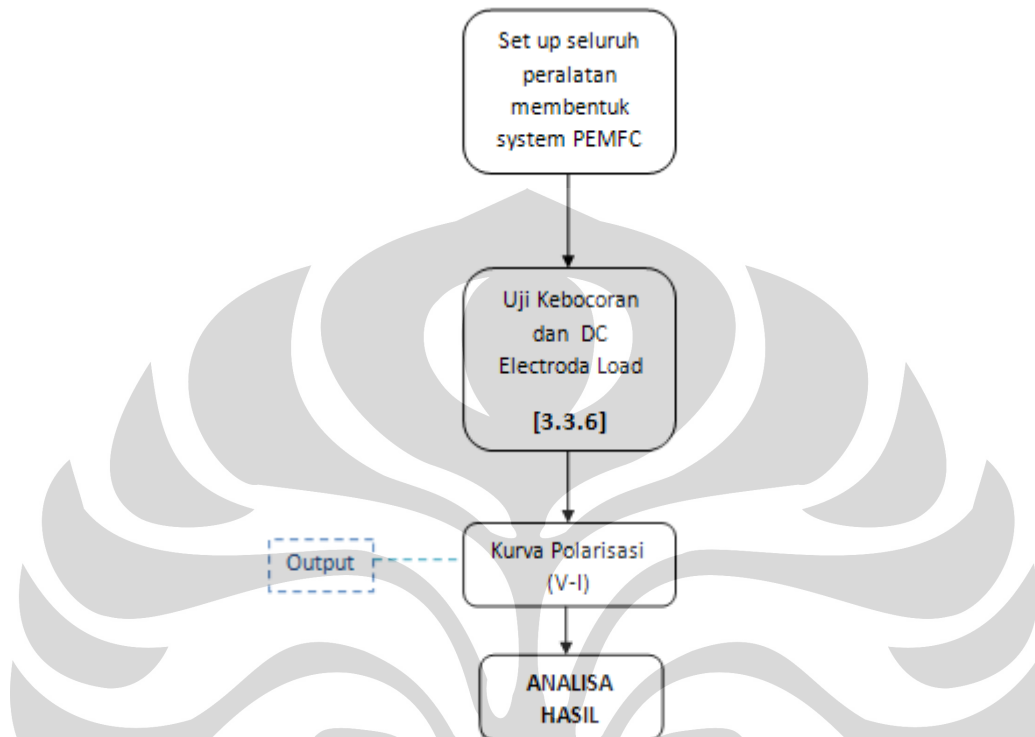 Set up seluruh
peralatan
membentuk
system PEMFC
Uji Kebocoran
dan DC
Electroda Load
[3.3.6]
Output
Kurva Polarisasi
(V-I)
ANALISA
HASIL